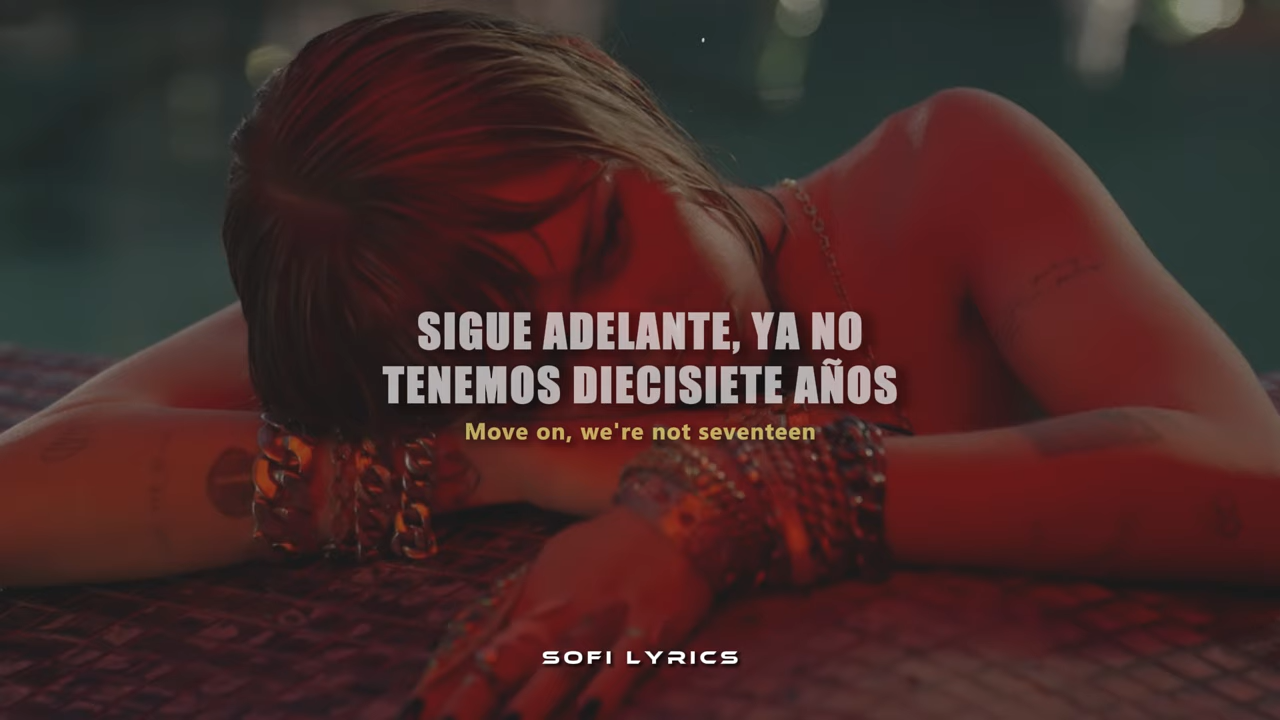 SIGUE ADELANTE, YA NO
TENEMOS DIECISIETE AÑOS
Move on, we're not seventeen
SOFI LYRICS